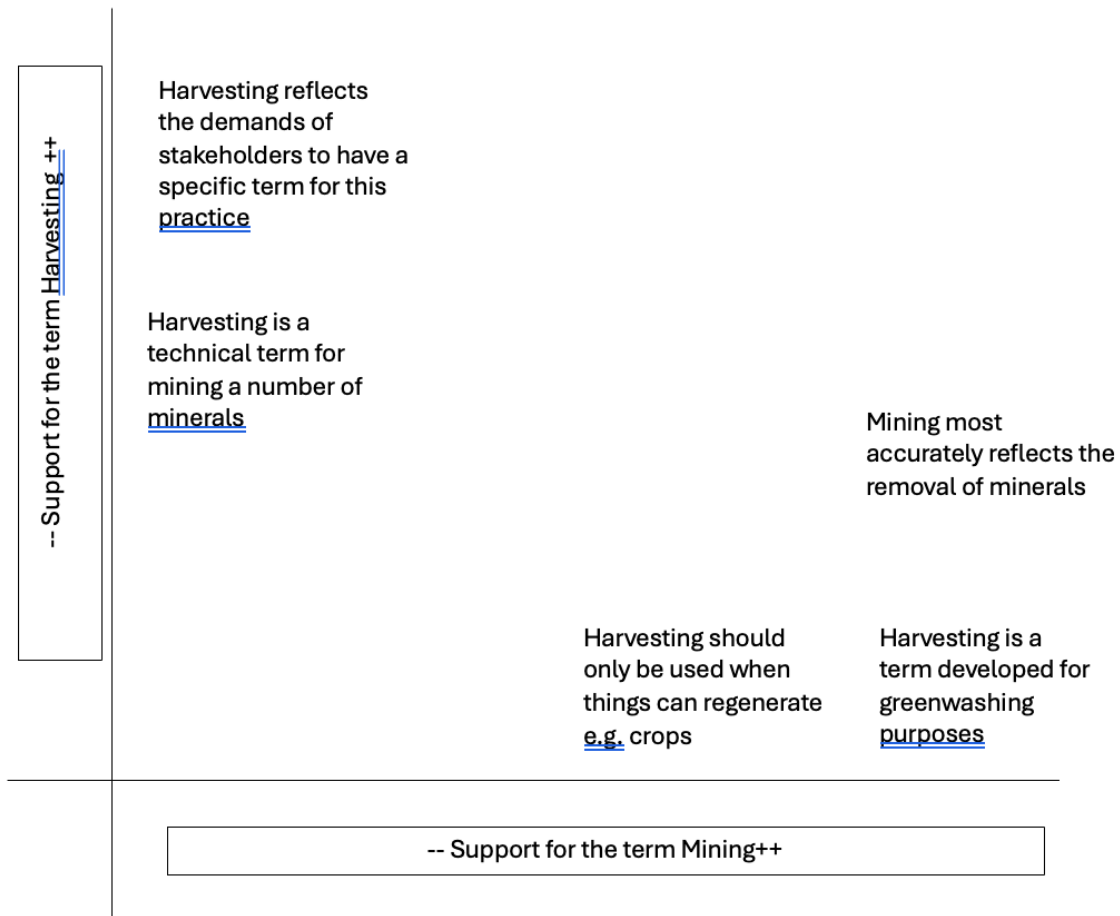 -- Support for the term Harvesting ++
Harvesting reflects
the demands of
stakeholders to have a
specific term for this
practice
Harvesting is a
technical term for
mining a number of
minerals
Mining most
accurately reflects the
removal of minerals
Harvesting should
only be used when
things can regenerate
e.g. crops
Harvesting is a
term developed for
greenwashing
purposes
-- Support for the term Mining++